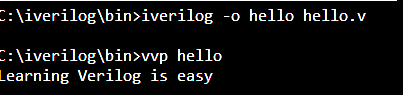 C:\iverilog\bin>iverilog -o hello hello.v
C:\iverilog\bin>vvp hello
Learning Verilog is easy